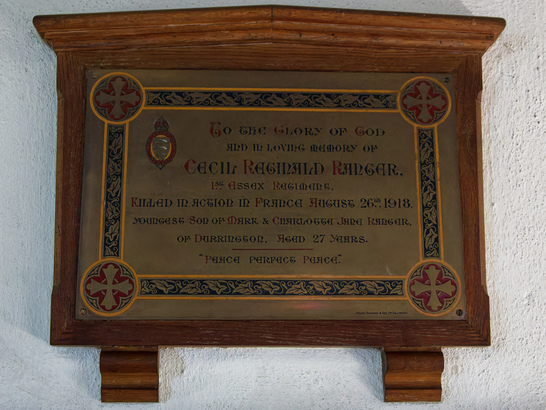 To the Glory of God
and in loving memory of
Cecil Reginald Ranger,
1st Essex Regiment,
Killed in action in France August 26th 1918.
Youngest Son of Mark & Charlotte Jane Ranger,
of Durrington, Aged 27 Years.
"Peace Perfect Peace."